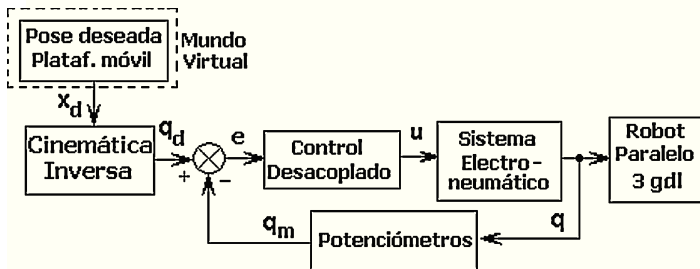 Pose deseada
Plataf. móvil
Mundo
Virtual
x_d
Cinemática
Inversa
q_d
+
−
e
Control
Desacoplado
u
Sistema
Electro-
neumático
Robot
Paralelo
3 gdl
q
Potenciómetros
q_m